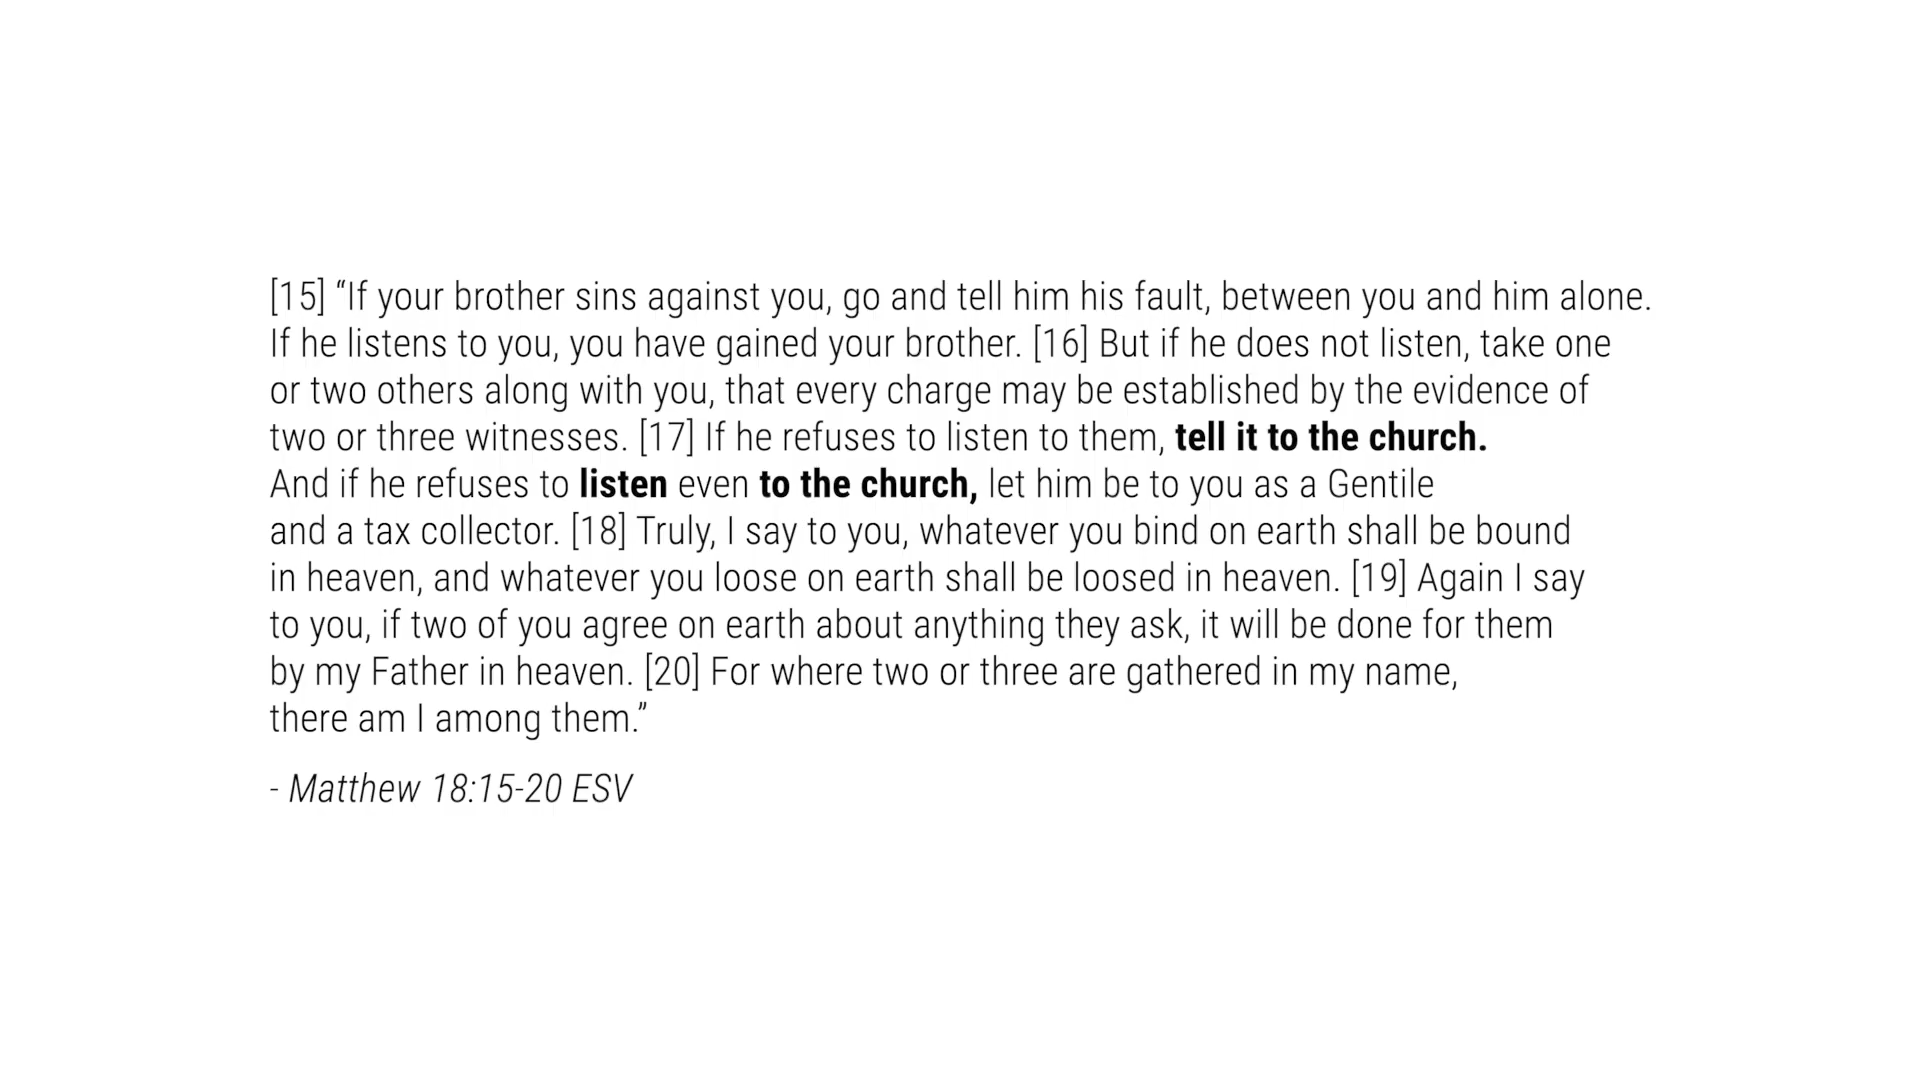 [15] “If your brother sins against you, go and tell him his fault, between you and him alone.
If he listens to you, you have gained your brother. [16] But if he does not listen, take one
or two others along with you, that every charge may be established by the evidence of
two or three witnesses. [17] If he refuses to listen to them, tell it to the church.
And if he refuses to listen even to the church, let him be to you as a Gentile
and a tax collector. [18] Truly, I say to you, whatever you bind on earth shall be bound
in heaven, and whatever you loose on earth shall be loosed in heaven. [19] Again I say
to you, if two of you agree on earth about anything they ask, it will be done for them
by my Father in heaven. [20] For where two or three are gathered in my name,
there am I among them.”
- Matthew 18:15-20 ESV